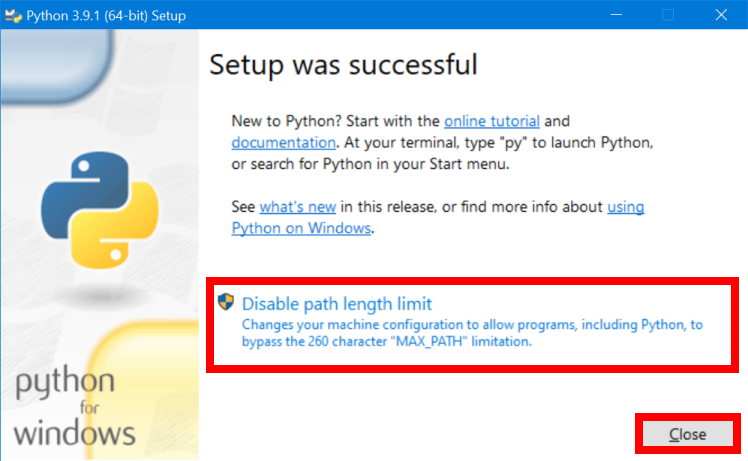 Python 3.9.1 (64-bit) Setup
Setup was successful
New to Python? Start with the online tutorial and
documentation. At your terminal, type "py" to launch Python,
or search for Python in your Start menu.
See what's new in this release, or find more info about using
Python on Windows.
Disable path length limit
Changes your machine configuration to allow programs, including Python, to
bypass the 260 character "MAX_PATH" limitation.
python
for
windows
Close